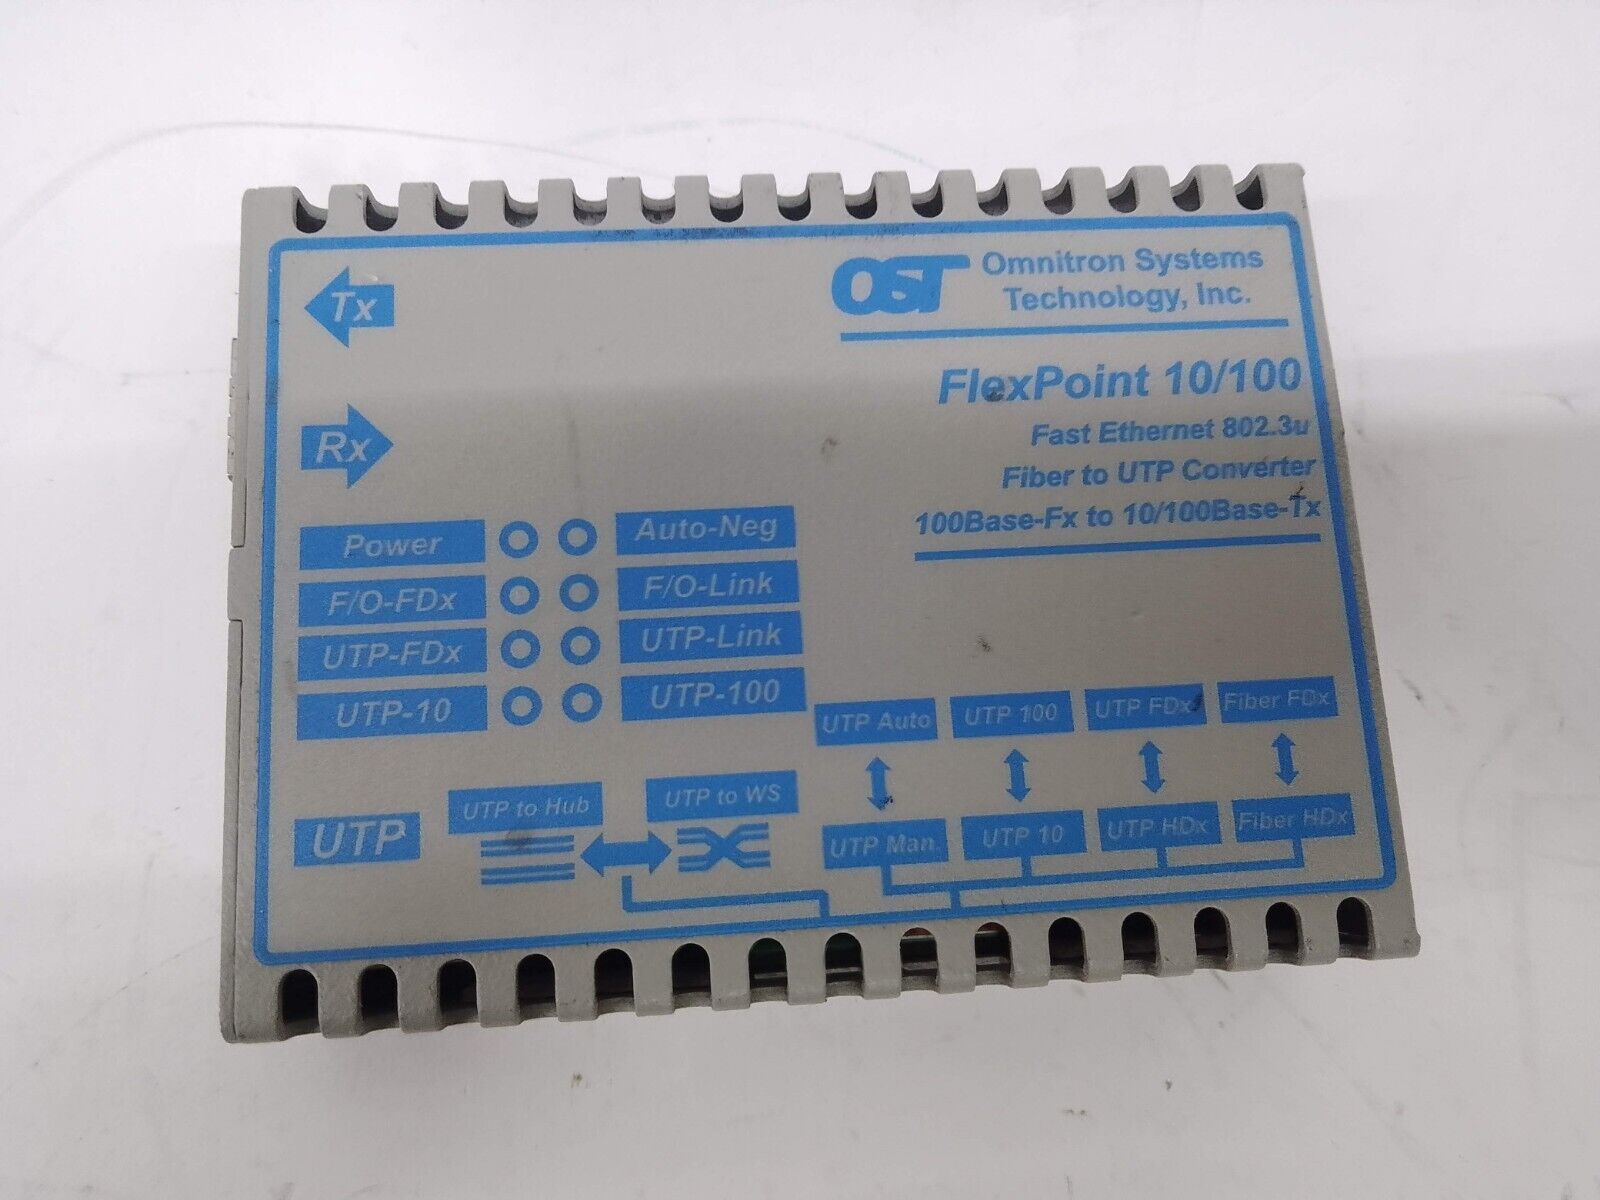 Tx
OST
Omnitron Systems
Technology, Inc.
FlexPoint 10/100
Fast Ethernet 802.3u
Fiber to UTP Converter
100Base-Fx to 10/100Base-Tx
Rx
Power
Auto-Neg
F/O-FDx
F/O-Link
UTP-FDx
UTP-Link
UTP-10
UTP-100
UTP Auto
UTP 100
UTP FDx
Fiber FDx
UTP to Hub
UTP to WS
UTP
UTP Man.
UTP 10
UTP HDx
Fiber HDx